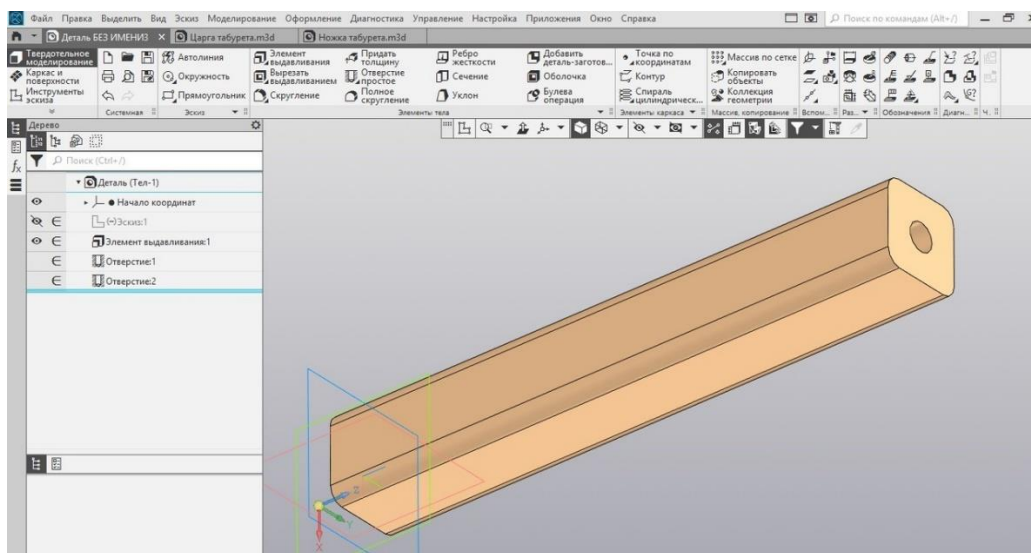 Файл Правка Выделить Вид Эскиз Моделирование Оформление Диагностика Управление Настройка Приложения Окно Справка Поиск по командам (Alt+/)
Деталь БЕЗ ИМЕНИ3 Царга табурета.m3d Ножка табурета.m3d
Твердотельное моделирование
Каркас и поверхности
Инструменты эскиза
Системная
Автолиния
Окружность
Прямоугольник
Эскиз
Элемент выдавливания
Вырезать выдавливанием
Скругление
Придать толщину
Отверстие простое
Полное скругление
Ребро жесткости
Сечение
Уклон
Добавить деталь-заготов...
Оболочка
Булева операция
Элементы тела
Точка по координатам
Контур
Спираль цилиндрическ...
Элементы каркаса
Массив по сетке
Копировать объекты
Коллекция геометрии
Массив, копирование
Вспом...
Раз...
Обозначения
Диагн...
Ч.
Дерево
Поиск (Ctrl+/)
Деталь (Тел-1)
Начало координат
(-)Эскиз:1
Элемент выдавливания:1
Отверстие:1
Отверстие:2
Z
Y
X